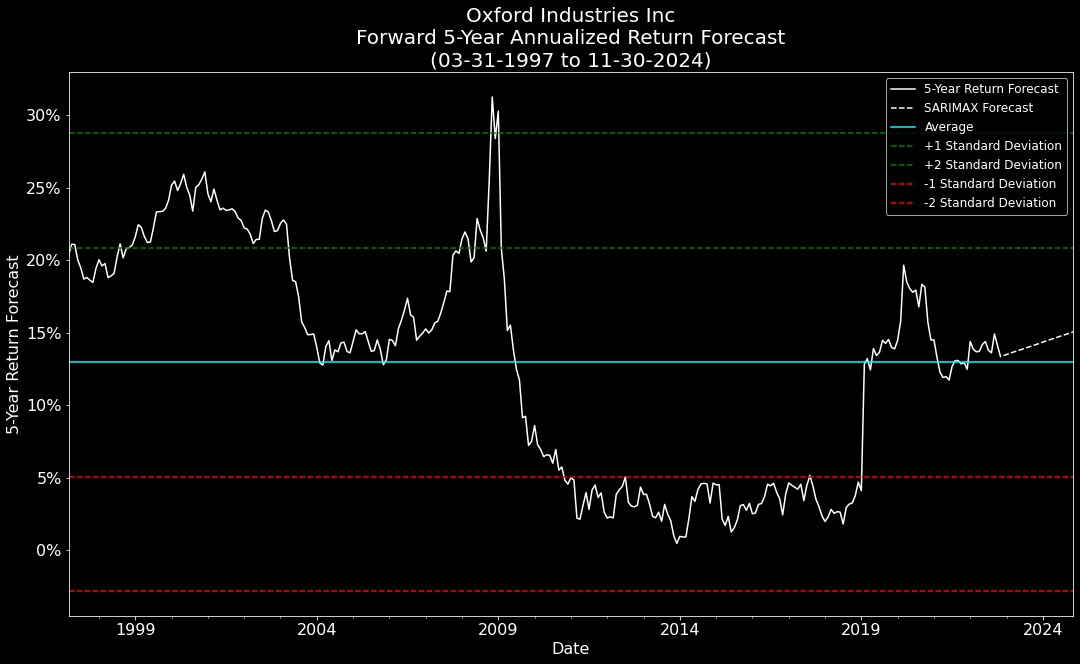 Oxford Industries Inc
Forward 5-Year Annualized Return Forecast
(03-31-1997 to 11-30-2024)
5-Year Return Forecast
SARIMAX Forecast
Average
+1 Standard Deviation
+2 Standard Deviation
-1 Standard Deviation
-2 Standard Deviation
5-Year Return Forecast
30%
25%
20%
15%
10%
5%
0%
1999 2004 2009 2014 2019 2024
Date